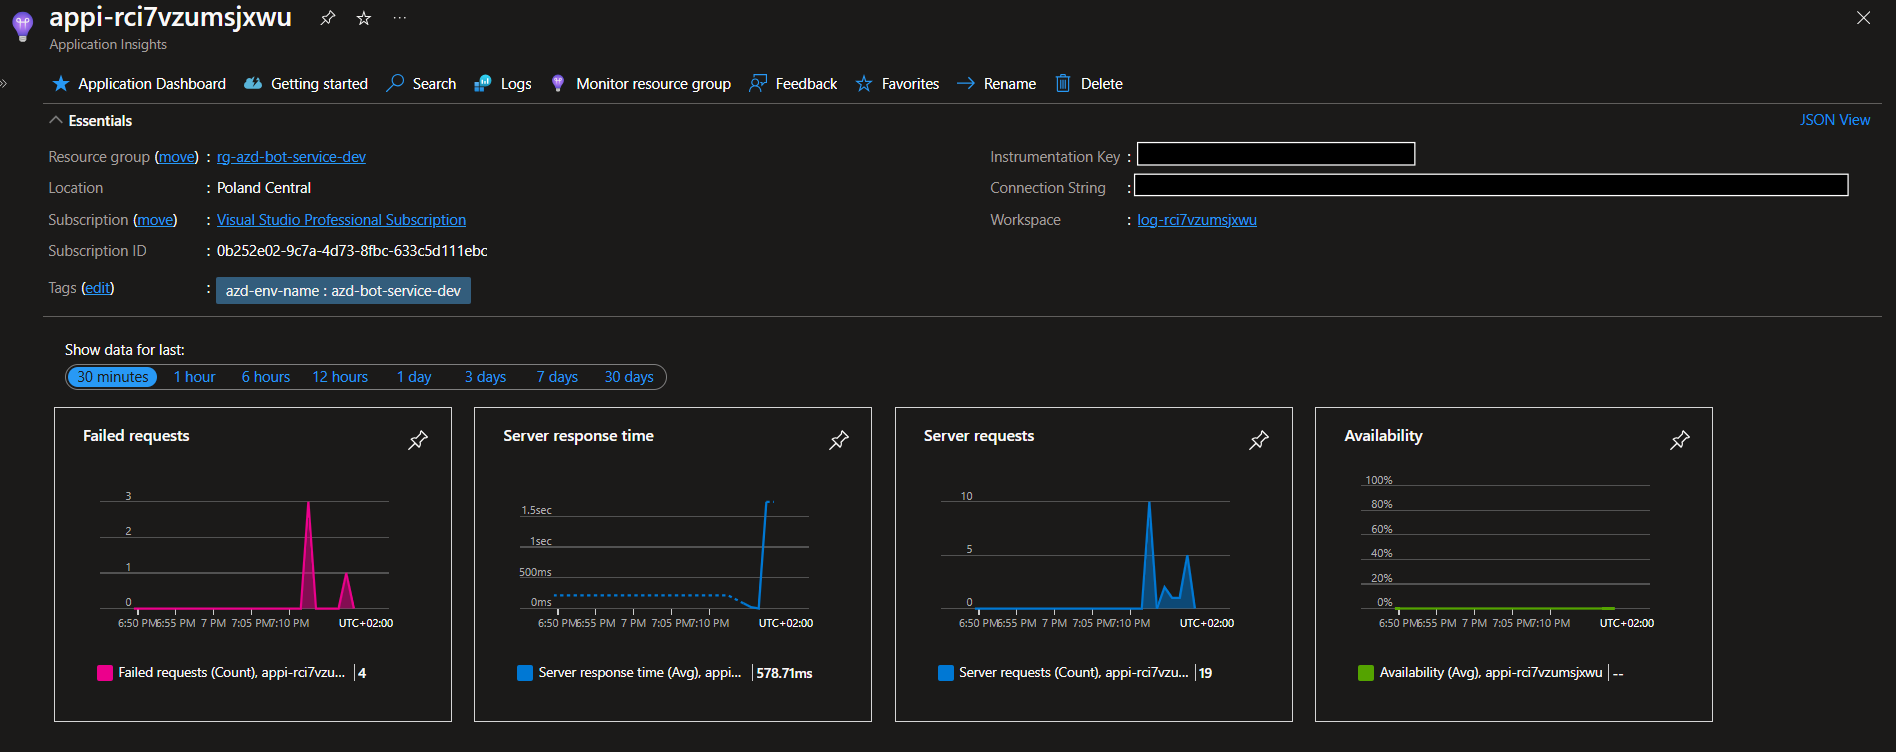 appi-rci7vzumsjxwu
Application Insights
Application Dashboard Getting started Search Logs Monitor resource group Feedback Favorites Rename Delete
Essentials
JSON View
Resource group (move) : rg-azd-bot-service-dev
Location : Poland Central
Subscription (move) : Visual Studio Professional Subscription
Subscription ID : 0b252e02-9c7a-4d73-8fbc-633c5d111ebc
Tags (edit) : azd-env-name : azd-bot-service-dev
Instrumentation Key :
Connection String :
Workspace : log-rci7vzumsjxwu
Show data for last:
30 minutes 1 hour 6 hours 12 hours 1 day 3 days 7 days 30 days
Failed requests
3
2
1
0
6:50 PM 6:55 PM 7 PM 7:05 PM 7:10 PM UTC+02:00
Failed requests (Count), appi-rci7vzu... 4
Server response time
1.5sec
1sec
500ms
0ms
6:50 PM 6:55 PM 7 PM 7:05 PM 7:10 PM UTC+02:00
Server response time (Avg), appi... 578.71ms
Server requests
10
5
0
6:50 PM 6:55 PM 7 PM 7:05 PM 7:10 PM UTC+02:00
Server requests (Count), appi-rci7vzu... 19
Availability
100%
80%
60%
40%
20%
0%
6:50 PM 6:55 PM 7 PM 7:05 PM 7:10 PM UTC+02:00
Availability (Avg), appi-rci7vzumsjxwu --